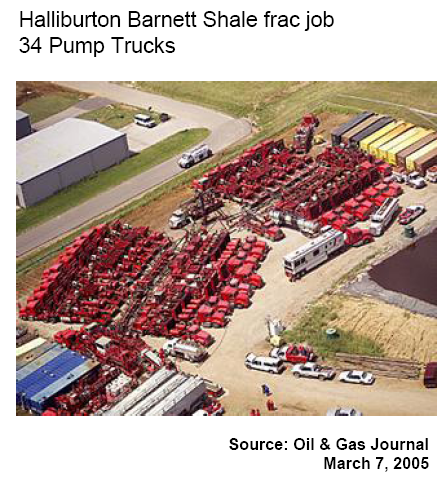 Halliburton Barnett Shale frac job
34 Pump Trucks
Source: Oil & Gas Journal
March 7, 2005